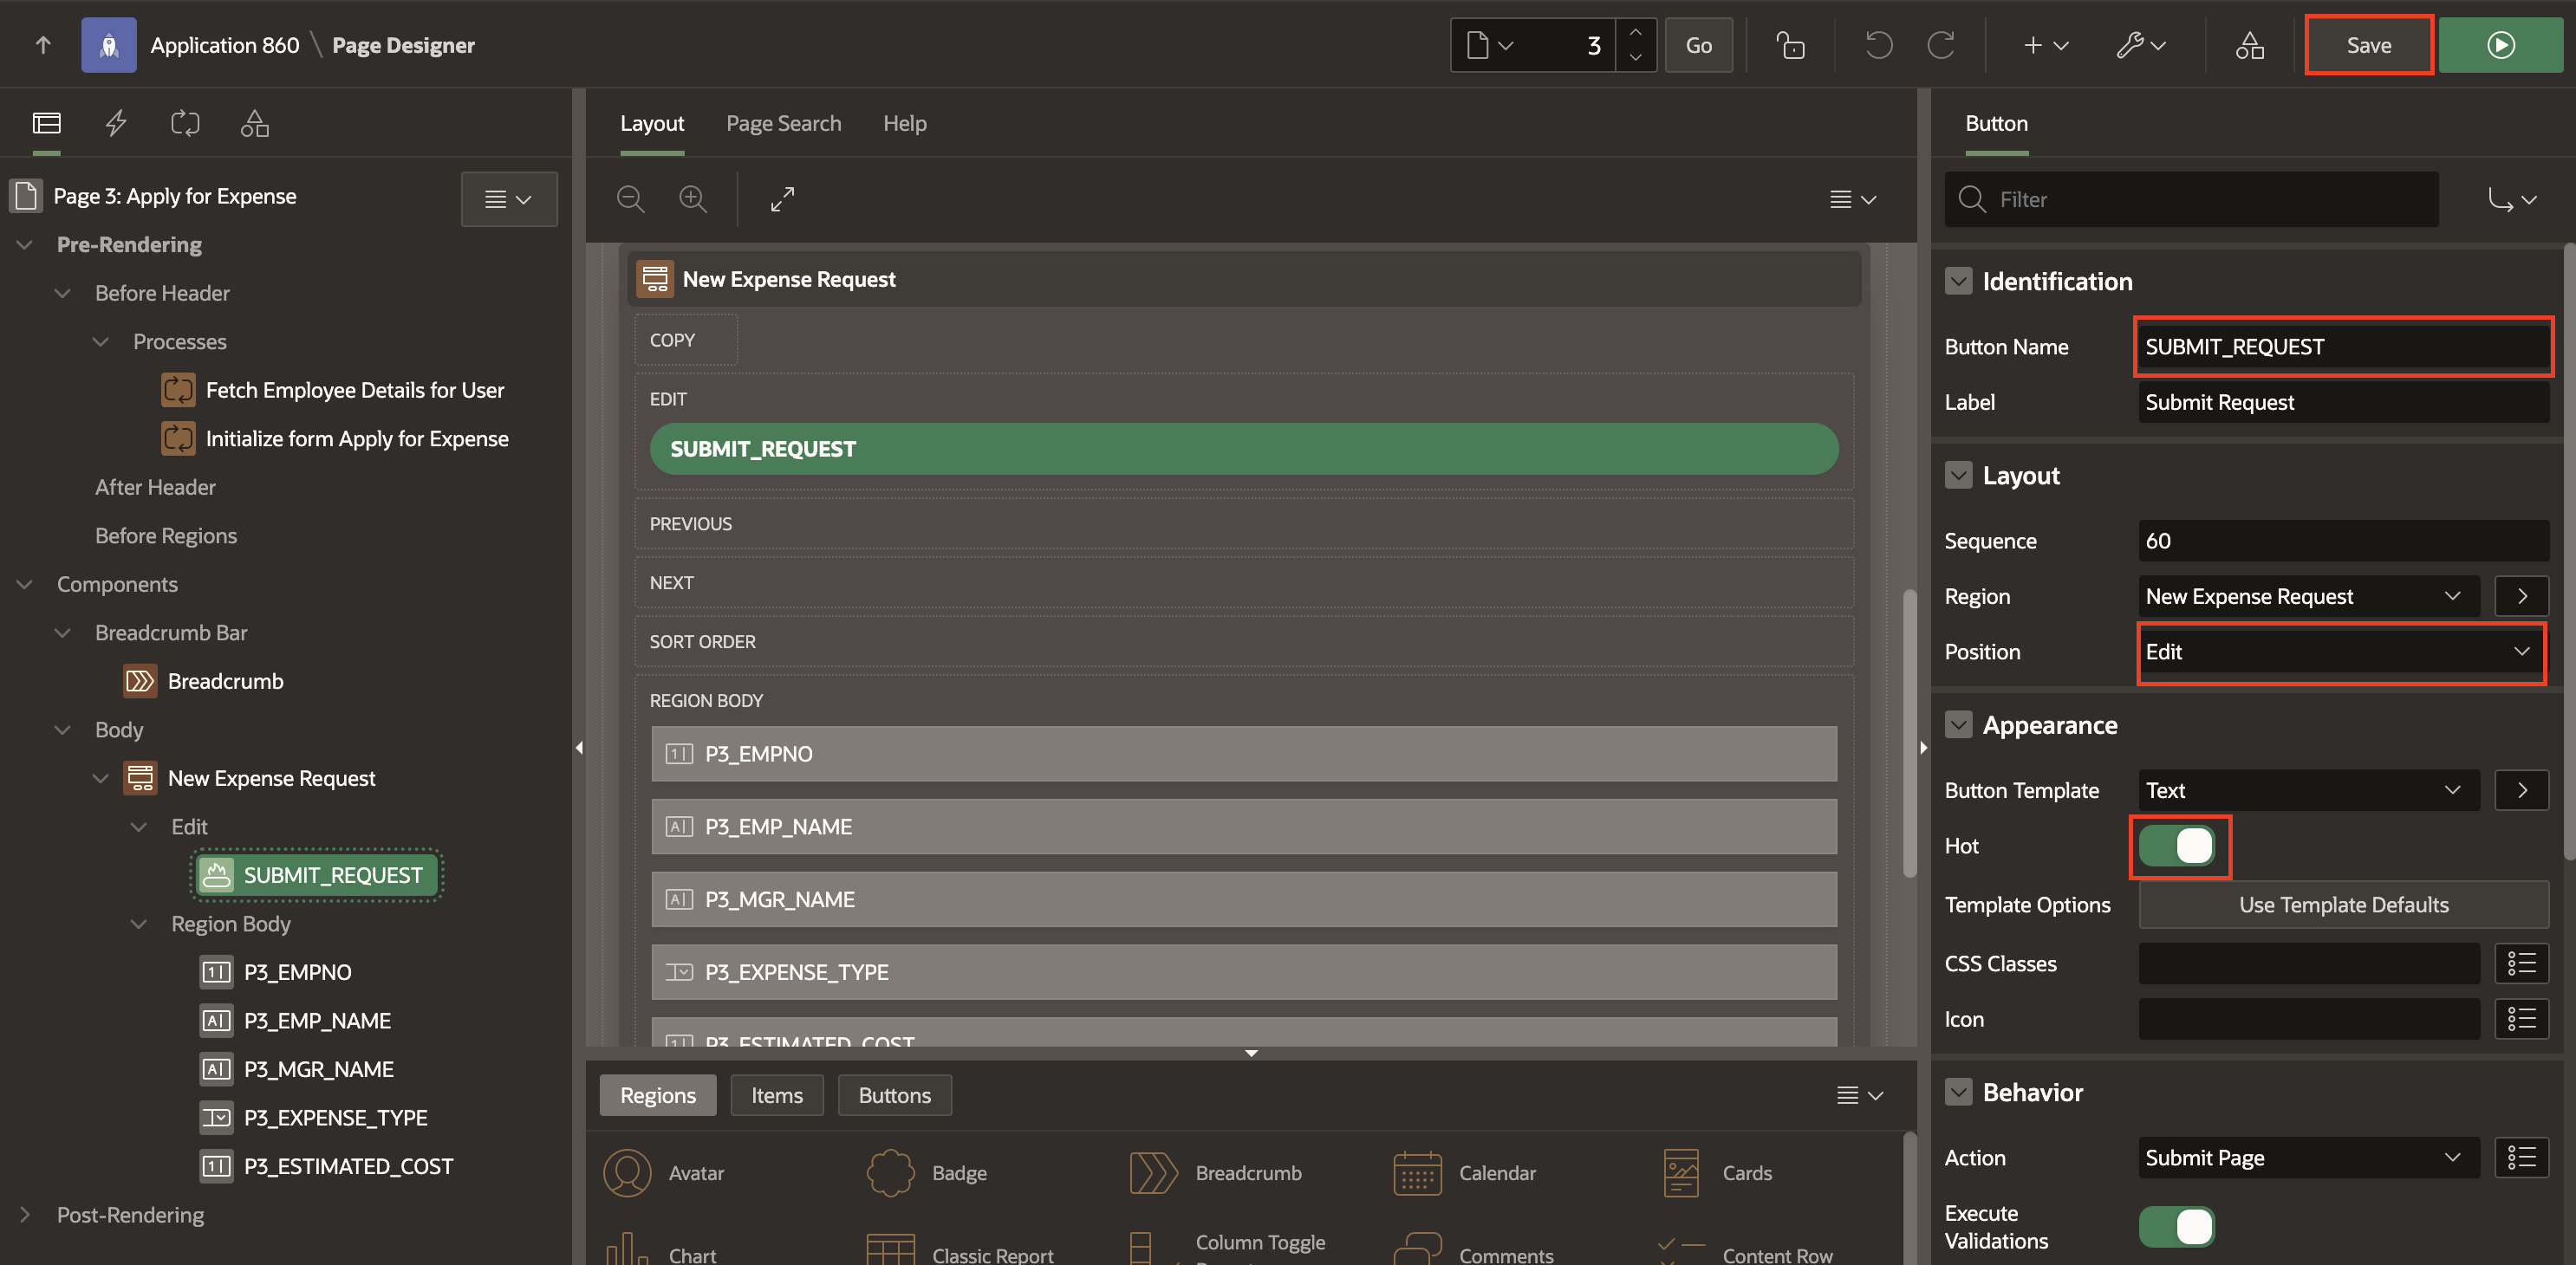 Application 860 \ Page Designer
3
Go
Save
Layout
Page Search
Help
Button
Page 3: Apply for Expense
Pre-Rendering
Before Header
Processes
Fetch Employee Details for User
Initialize form Apply for Expense
After Header
Before Regions
Components
Breadcrumb Bar
Breadcrumb
Body
New Expense Request
Edit
SUBMIT_REQUEST
Region Body
P3_EMPNO
P3_EMP_NAME
P3_MGR_NAME
P3_EXPENSE_TYPE
P3_ESTIMATED_COST
Post-Rendering
New Expense Request
COPY
EDIT
SUBMIT_REQUEST
PREVIOUS
NEXT
SORT ORDER
REGION BODY
P3_EMPNO
P3_EMP_NAME
P3_MGR_NAME
P3_EXPENSE_TYPE
P3_ESTIMATED_COST
Regions
Items
Buttons
Avatar
Badge
Breadcrumb
Calendar
Cards
Chart
Classic Report
Column Toggle
Comments
Content Row
Filter
Identification
Button Name
SUBMIT_REQUEST
Label
Submit Request
Layout
Sequence
60
Region
New Expense Request
Position
Edit
Appearance
Button Template
Text
Hot
Template Options
Use Template Defaults
CSS Classes
Icon
Behavior
Action
Submit Page
Execute
Validations